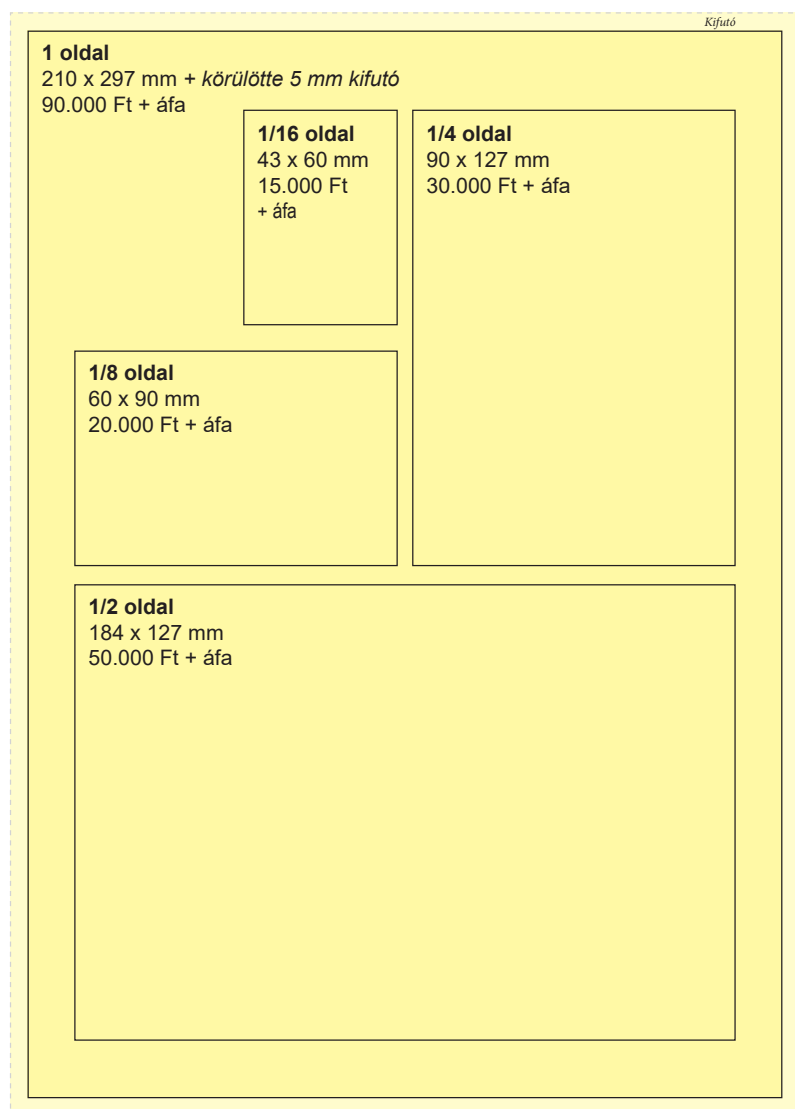 Kifutó
1 oldal
210 x 297 mm + körülötte 5 mm kifutó
90.000 Ft + áfa
1/16 oldal
43 x 60 mm
15.000 Ft
+ áfa
1/4 oldal
90 x 127 mm
30.000 Ft + áfa
1/8 oldal
60 x 90 mm
20.000 Ft + áfa
1/2 oldal
184 x 127 mm
50.000 Ft + áfa